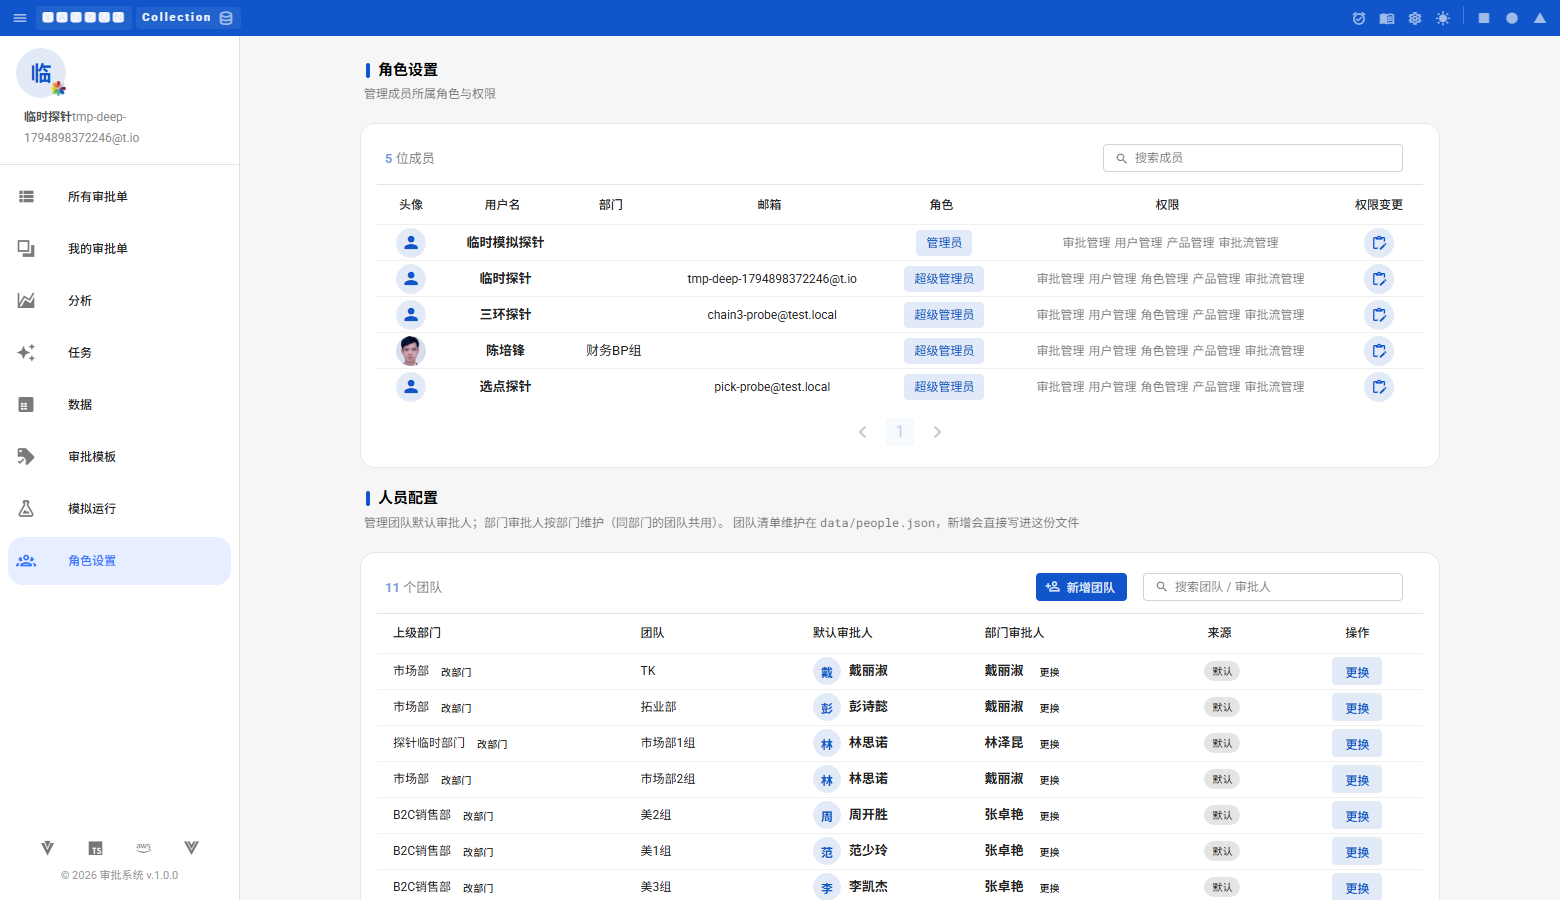 Collection
临
临时探针tmp-deep-
1794898372246@t.io
所有审批单
我的审批单
分析
任务
数据
审批模板
模拟运行
角色设置
TS
aws
© 2026 审批系统 v.1.0.0
角色设置
管理成员所属角色与权限
5 位成员
搜索成员
头像 用户名 部门 邮箱 角色 权限 权限变更
临时模拟探针 管理员 审批管理 用户管理 产品管理 审批流管理
临时探针 tmp-deep-1794898372246@t.io 超级管理员 审批管理 用户管理 角色管理 产品管理 审批流管理
三环探针 chain3-probe@test.local 超级管理员 审批管理 用户管理 角色管理 产品管理 审批流管理
陈培锋 财务BP组 超级管理员 审批管理 用户管理 角色管理 产品管理 审批流管理
选点探针 pick-probe@test.local 超级管理员 审批管理 用户管理 角色管理 产品管理 审批流管理
1
人员配置
管理团队默认审批人；部门审批人按部门维护（同部门的团队共用）。 团队清单维护在 data/people.json，新增会直接写进这份文件
11 个团队
新增团队
搜索团队 / 审批人
上级部门 团队 默认审批人 部门审批人 来源 操作
市场部 改部门 TK 戴 戴丽淑 戴丽淑 更换 默认 更换
市场部 改部门 拓业部 彭 彭诗懿 戴丽淑 更换 默认 更换
探针临时部门 改部门 市场部1组 林 林思诺 林泽昆 更换 默认 更换
市场部 改部门 市场部2组 林 林思诺 戴丽淑 更换 默认 更换
B2C销售部 改部门 美2组 周 周开胜 张卓艳 更换 默认 更换
B2C销售部 改部门 美1组 范 范少玲 张卓艳 更换 默认 更换
B2C销售部 改部门 美3组 李 李凯杰 张卓艳 更换 默认 更换